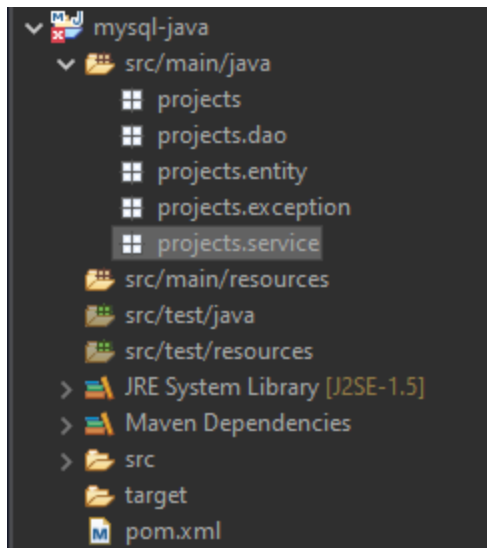 mysql-java
src/main/java
projects
projects.dao
projects.entity
projects.exception
projects.service
src/main/resources
src/test/java
src/test/resources
JRE System Library [J2SE-1.5]
Maven Dependencies
src
target
pom.xml